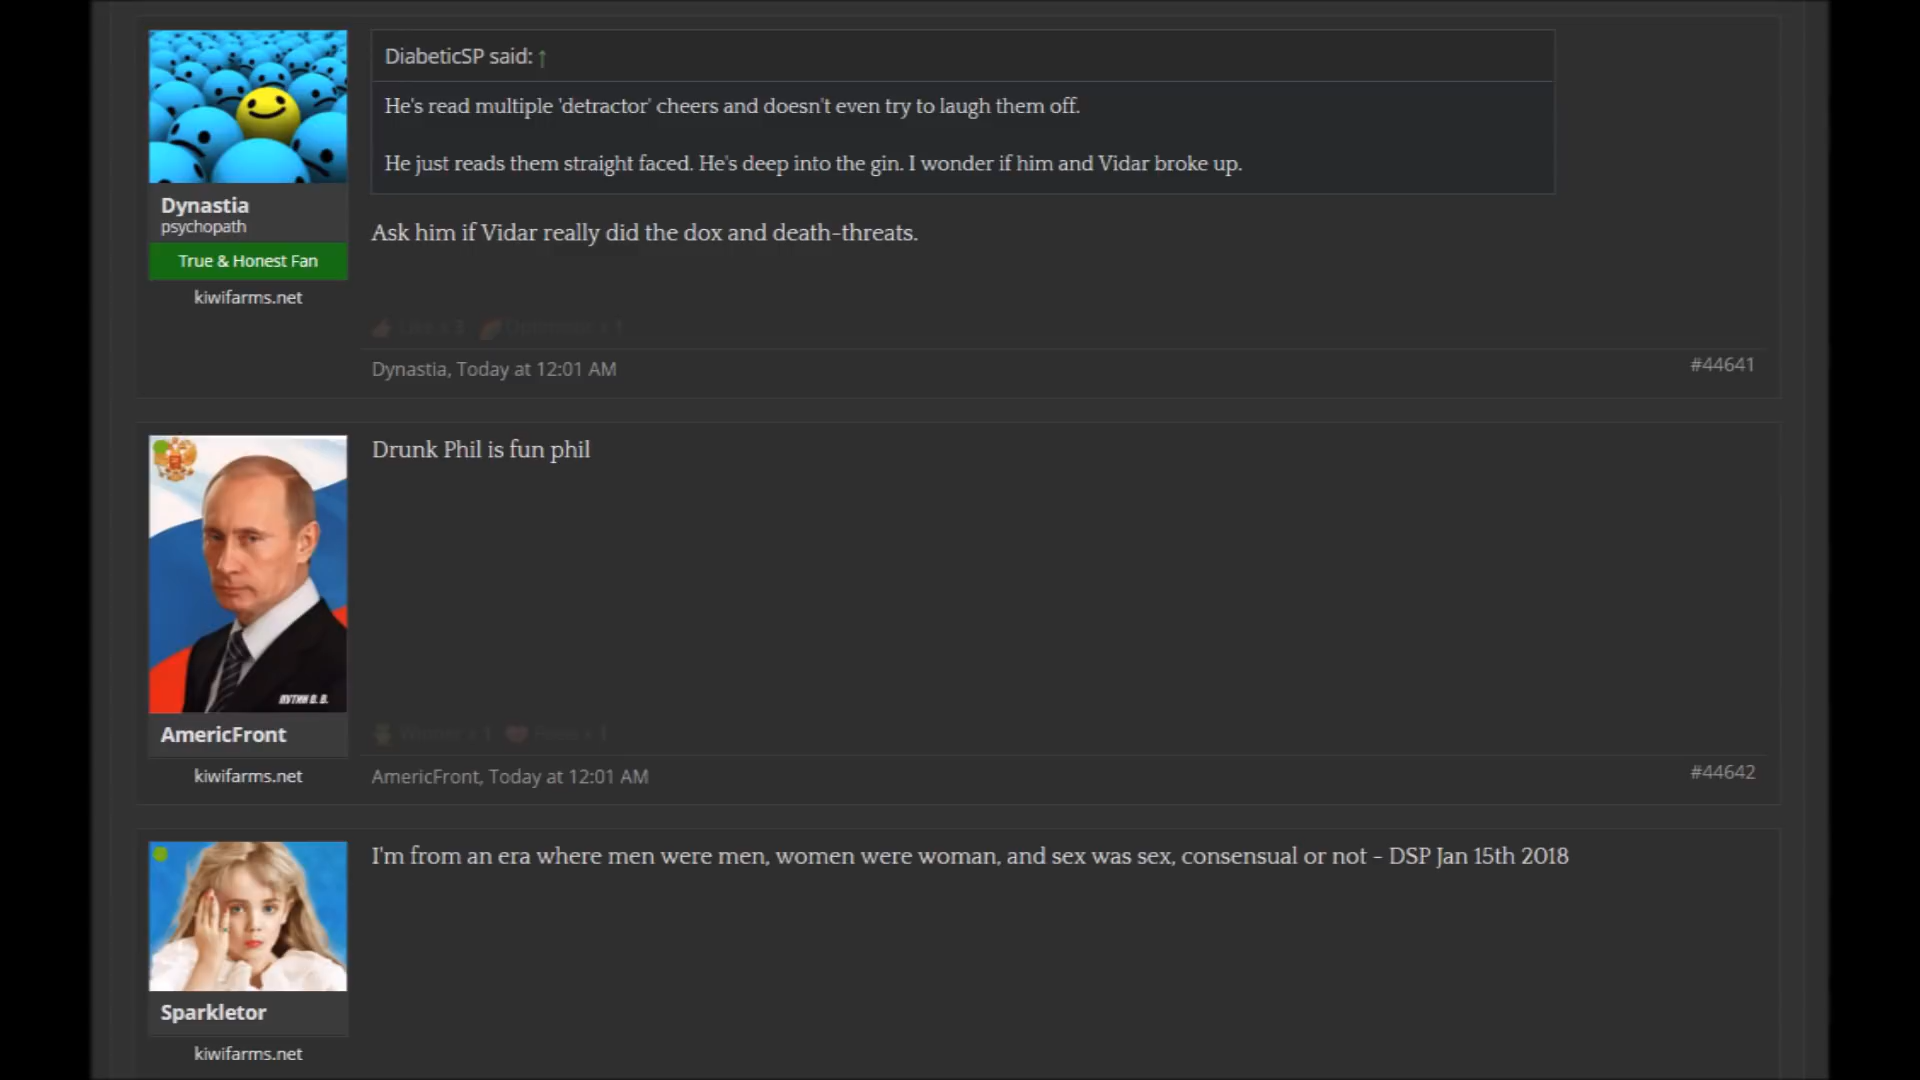 DiabeticSP said: ↑
He's read multiple 'detractor' cheers and doesn't even try to laugh them off.
He just reads them straight faced. He's deep into the gin. I wonder if him and Vidar broke up.
Dynastia
psychopath
True & Honest Fan
kiwifarms.net
Ask him if Vidar really did the dox and death-threats.
Dynastia, Today at 12:01 AM
#44641
Drunk Phil is fun phil
ПУТИН В. В.
AmericFront
kiwifarms.net
AmericFront, Today at 12:01 AM
#44642
I'm from an era where men were men, women were woman, and sex was sex, consensual or not - DSP Jan 15th 2018
Sparkletor
kiwifarms.net